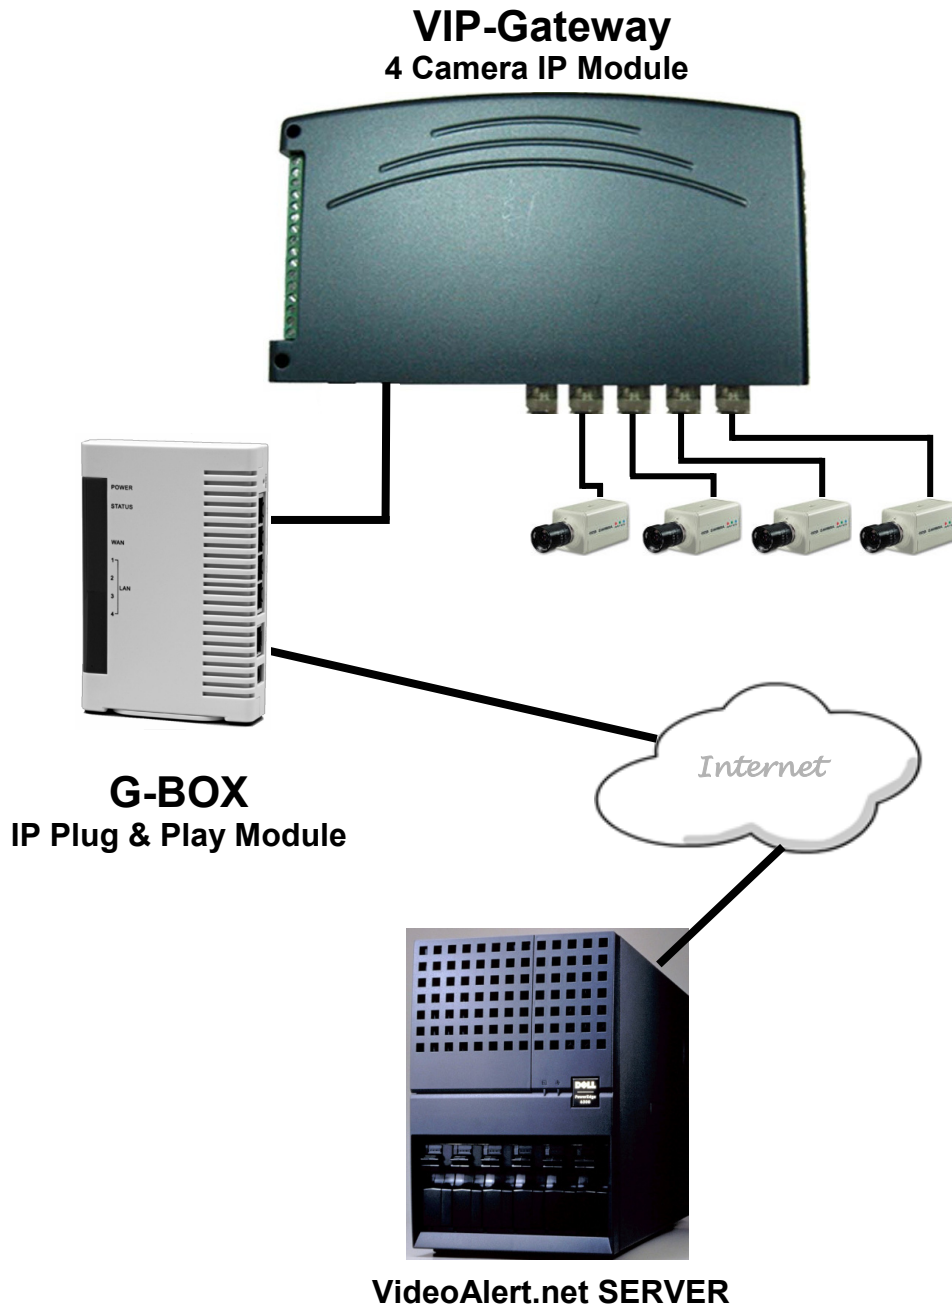 VIP-Gateway
4 Camera IP Module
POWER
STATUS
WAN
1
2
LAN
3
4
Internet
G-BOX
IP Plug & Play Module
DELL
PowerEdge
VideoAlert.net SERVER